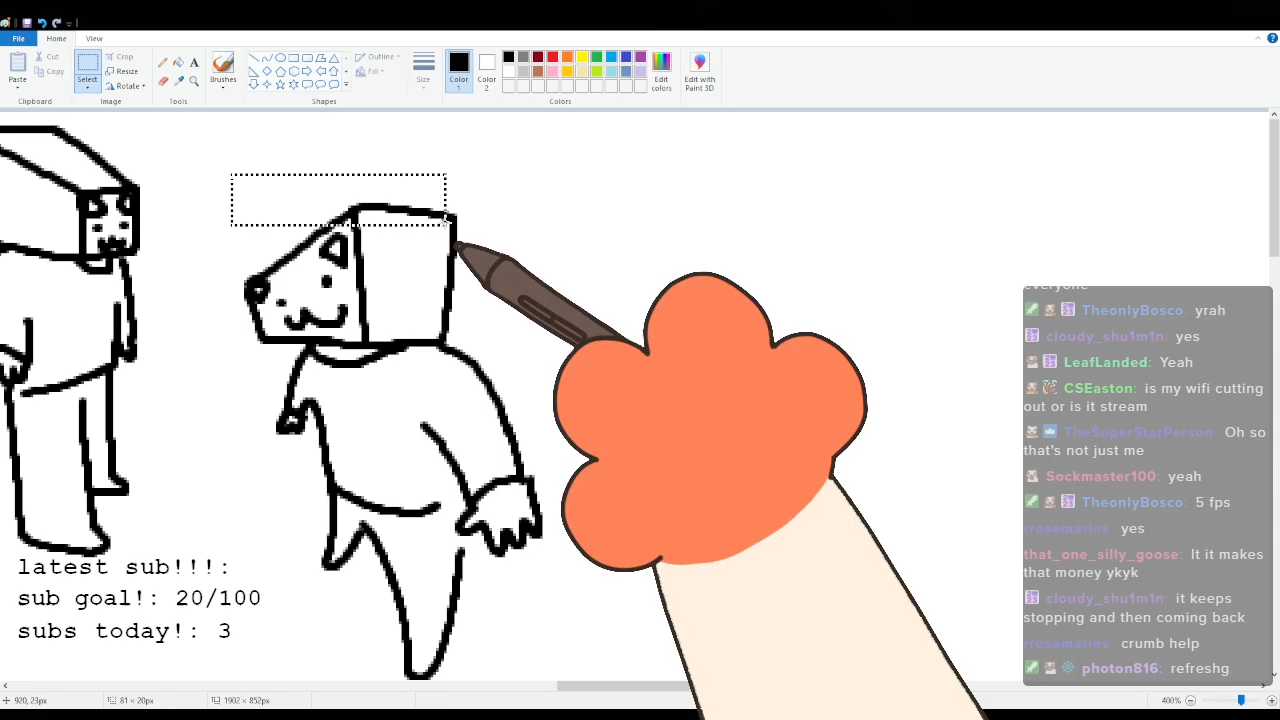 File
Home
View
Cut
Copy
Paste
Clipboard
Select
Crop
Resize
Rotate
Image
Tools
Brushes
Outline
Fill
Shapes
Size
Color 1
Color 2
Edit colors
Edit with Paint 3D
Colors
everyone
TheonlyBosco: yrah
cloudy_shu1m1n: yes
LeafLanded: Yeah
CSEaston: is my wifi cutting
out or is it stream
TheSuperStarPerson: Oh so
that's not just me
Sockmaster100: yeah
TheonlyBosco: 5 fps
rrosemaries: yes
that_one_silly_goose: It it makes
that money ykyk
cloudy_shu1m1n: it keeps
stopping and then coming back
rrosemaries: crumb help
photon816: refreshg
latest sub!!!:
sub goal!: 20/100
subs today!: 3
920, 23px
81 × 20px
1902 × 852px
400%